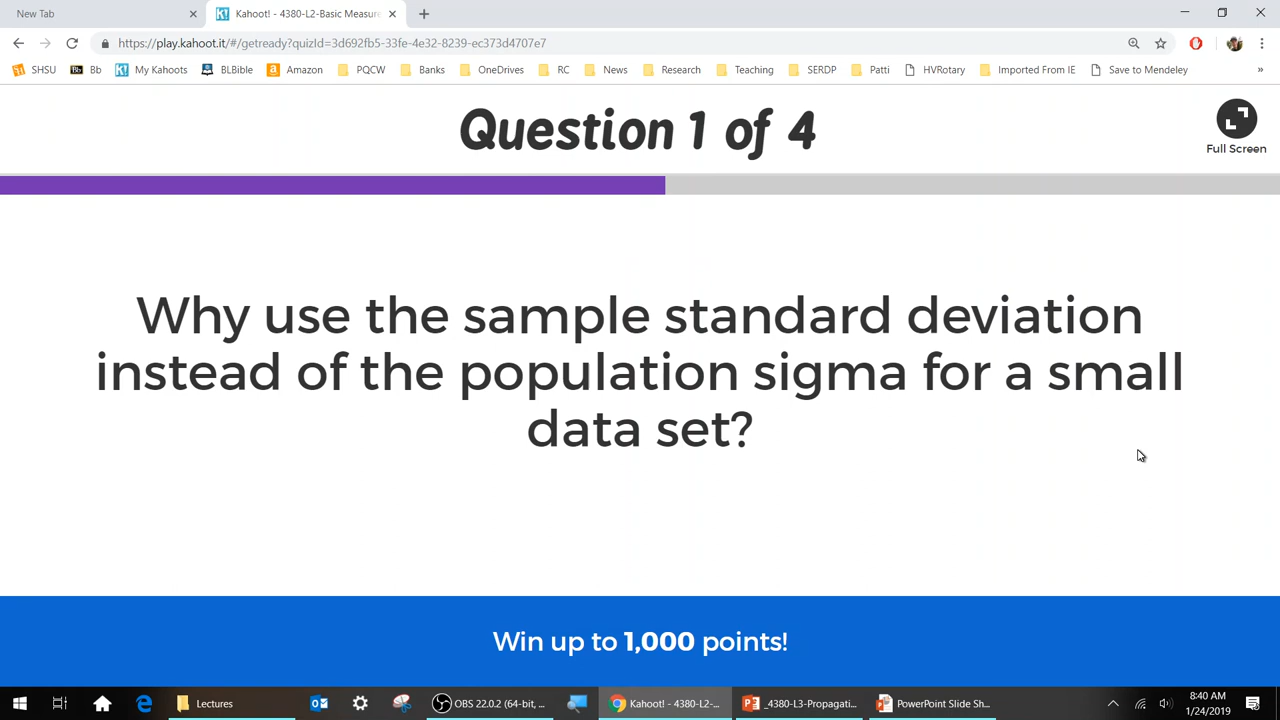 New Tab
Kahoot! - 4380-L2-Basic Measure
https://play.kahoot.it/#/getready?quizId=3d692fb5-33fe-4e32-8239-ec373d4707e7
SHSU Bb My Kahoots BLBible Amazon PQCW Banks OneDrives RC News Research Teaching SERDP Patti HVRotary Imported From IE Save to Mendeley »
Question 1 of 4
Full Screen
Why use the sample standard deviation
instead of the population sigma for a small
data set?
Win up to 1,000 points!
Lectures
OBS 22.0.2 (64-bit, ...
Kahoot! - 4380-L2-...
_4380-L3-Propagati...
PowerPoint Slide Sh...
8:40 AM
1/24/2019